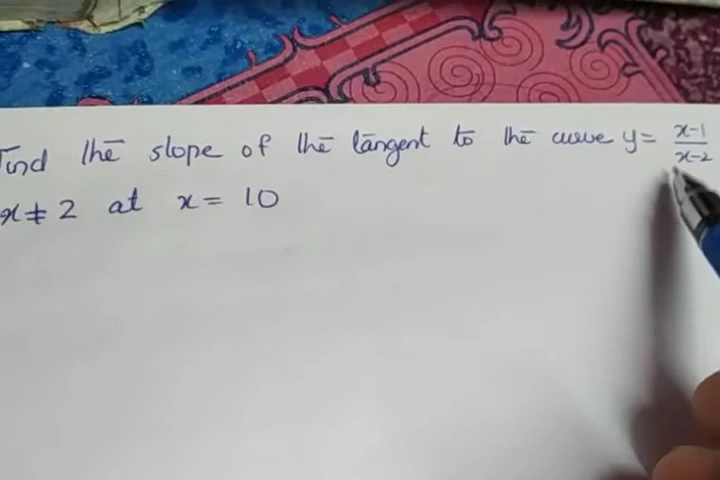 Find the slope of the tangent to the curve y = x-1/x-2
x ≠ 2 at x = 10